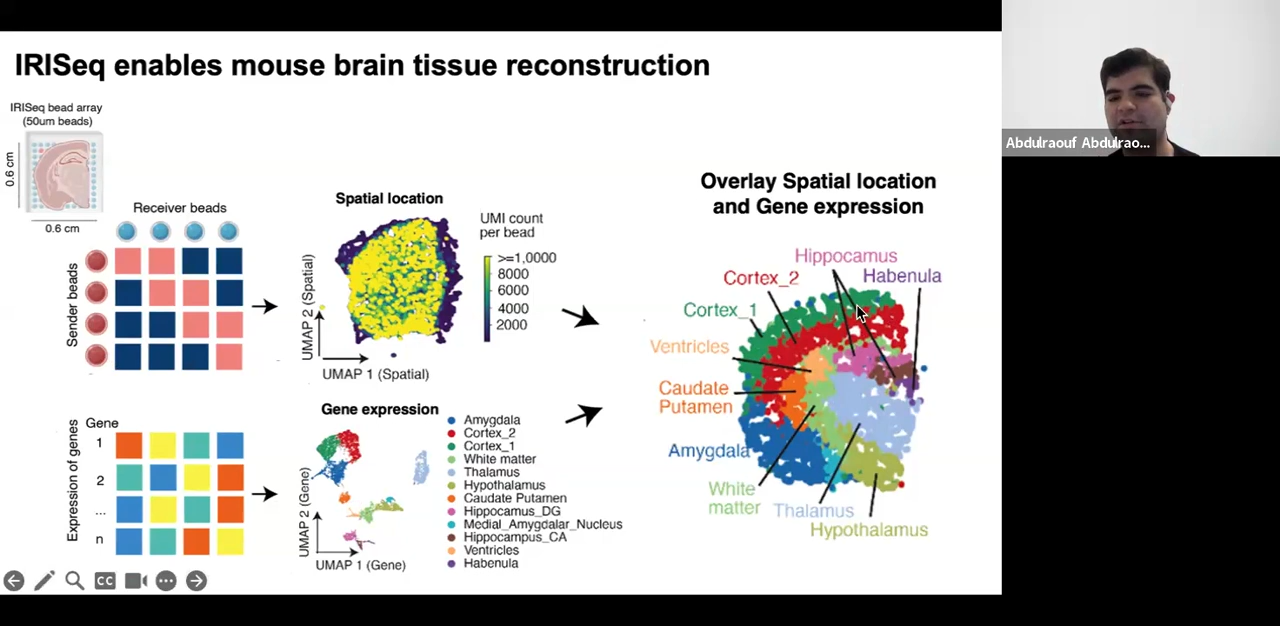 IRISeq enables mouse brain tissue reconstruction
Abdulraouf Abdulrao...
IRISeq bead array
(50um beads)
0.6 cm
0.6 cm
Receiver beads
Sender beads
Spatial location
UMI count
per bead
>=1,0000
8000
6000
4000
2000
UMAP 2 (Spatial)
UMAP 1 (Spatial)
Expression of genes
Gene
1
2
...
n
Gene expression
UMAP 2 (Gene)
UMAP 1 (Gene)
Amygdala
Cortex_2
Cortex_1
White matter
Thalamus
Hypothalamus
Caudate Putamen
Hippocamus_DG
Medial_Amygdalar_Nucleus
Hippocampus_CA
Ventricles
Habenula
Overlay Spatial location
and Gene expression
Hippocamus
Habenula
Cortex_2
Cortex_1
Ventricles
Caudate
Putamen
Amygdala
White
matter
Thalamus
Hypothalamus
CC